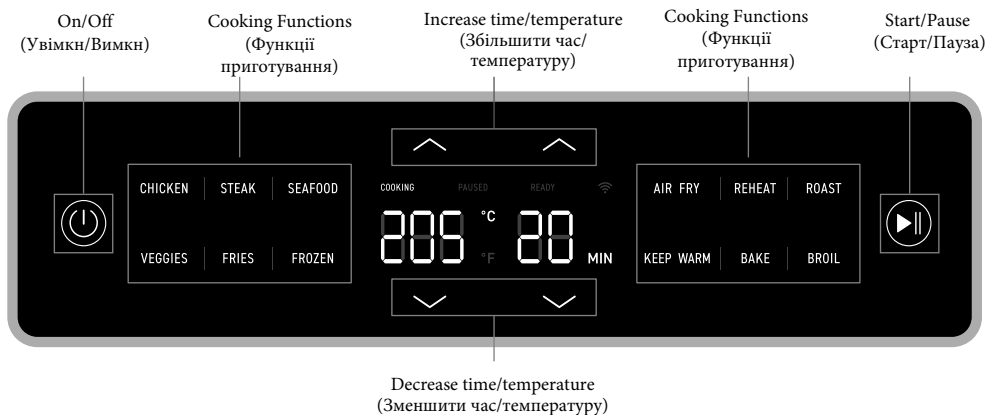 On/Off
(Увімкн/Вимкн)
Cooking Functions
(Функції
приготування)
Increase time/temperature
(Збільшити час/
температуру)
Cooking Functions
(Функції
приготування)
Start/Pause
(Старт/Пауза)
CHICKEN STEAK SEAFOOD
VEGGIES FRIES FROZEN
COOKING PAUSED READY
205 °C 20
°F MIN
AIR FRY REHEAT ROAST
KEEP WARM BAKE BROIL
Decrease time/temperature
(Зменшити час/температуру)